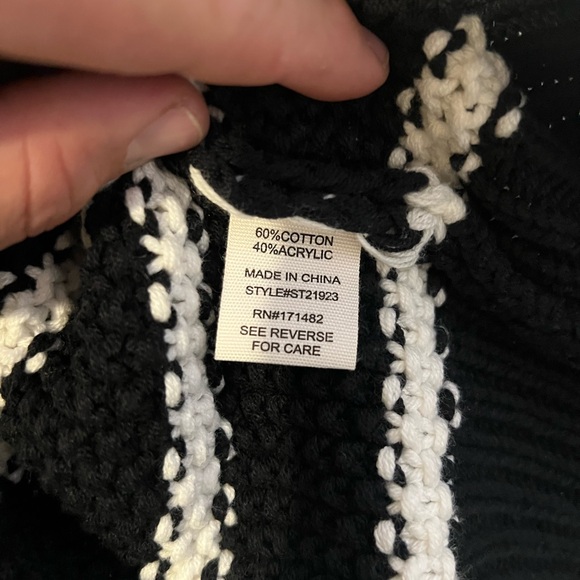 60%COTTON
40%ACRYLIC
MADE IN CHINA
STYLE#ST21923
RN#171482
SEE REVERSE
FOR CARE